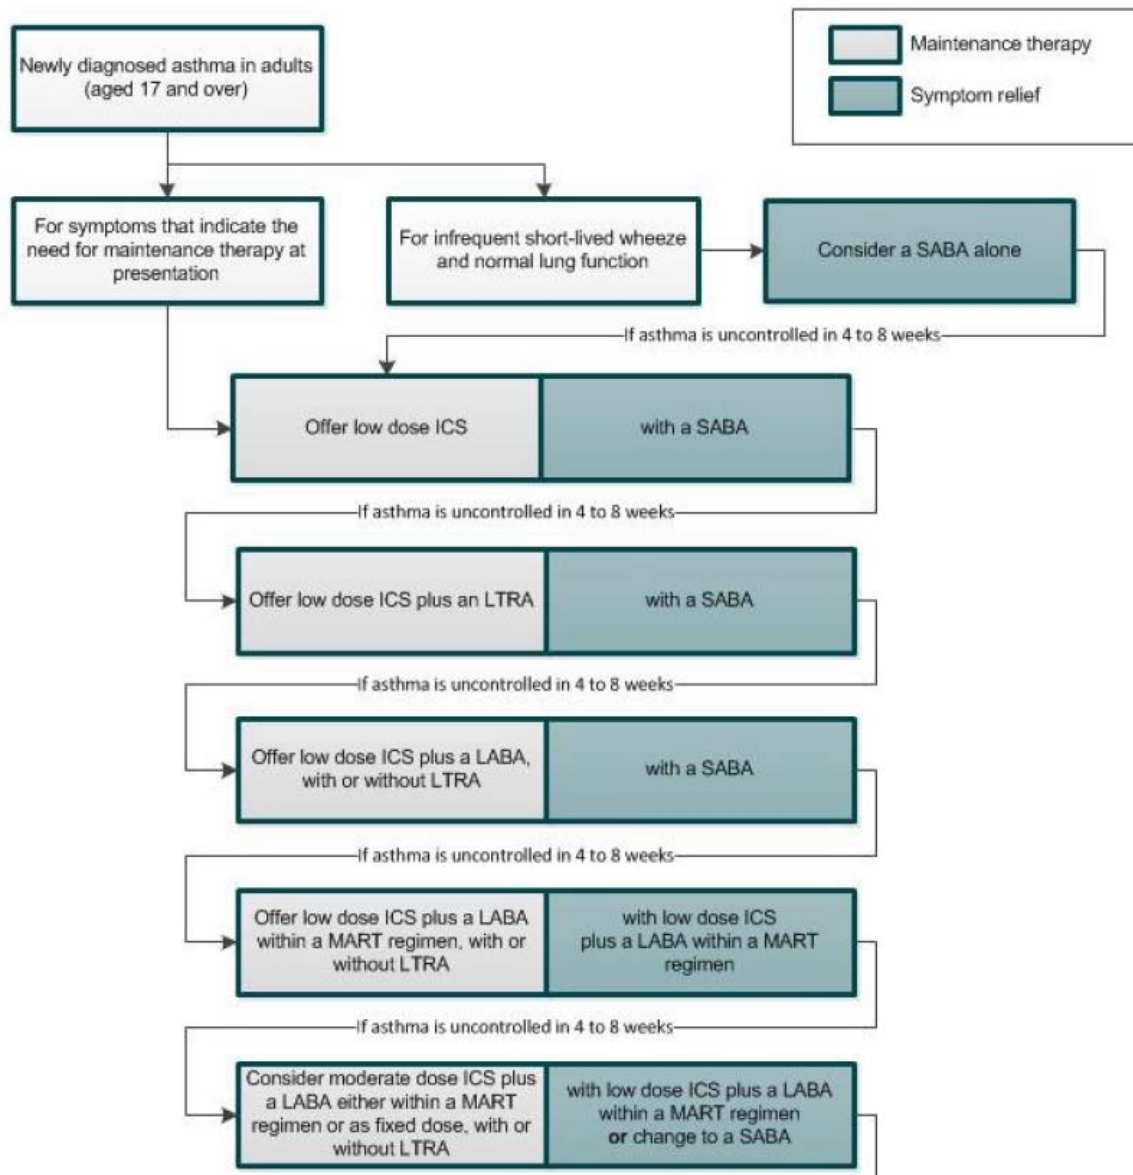 Newly diagnosed asthma in adults
(aged 17 and over)
Maintenance therapy
Symptom relief
For symptoms that indicate the
need for maintenance therapy at
presentation
For infrequent short-lived wheeze
and normal lung function
Consider a SABA alone
If asthma is uncontrolled in 4 to 8 weeks
Offer low dose ICS
with a SABA
If asthma is uncontrolled in 4 to 8 weeks
Offer low dose ICS plus an LTRA
with a SABA
If asthma is uncontrolled in 4 to 8 weeks
Offer low dose ICS plus a LABA,
with or without LTRA
with a SABA
If asthma is uncontrolled in 4 to 8 weeks
Offer low dose ICS plus a LABA
within a MART regimen, with or
without LTRA
with low dose ICS
plus a LABA within a MART
regimen
If asthma is uncontrolled in 4 to 8 weeks
Consider moderate dose ICS plus
a LABA either within a MART
regimen or as fixed dose, with or
without LTRA
with low dose ICS plus a LABA
within a MART regimen
or change to a SABA